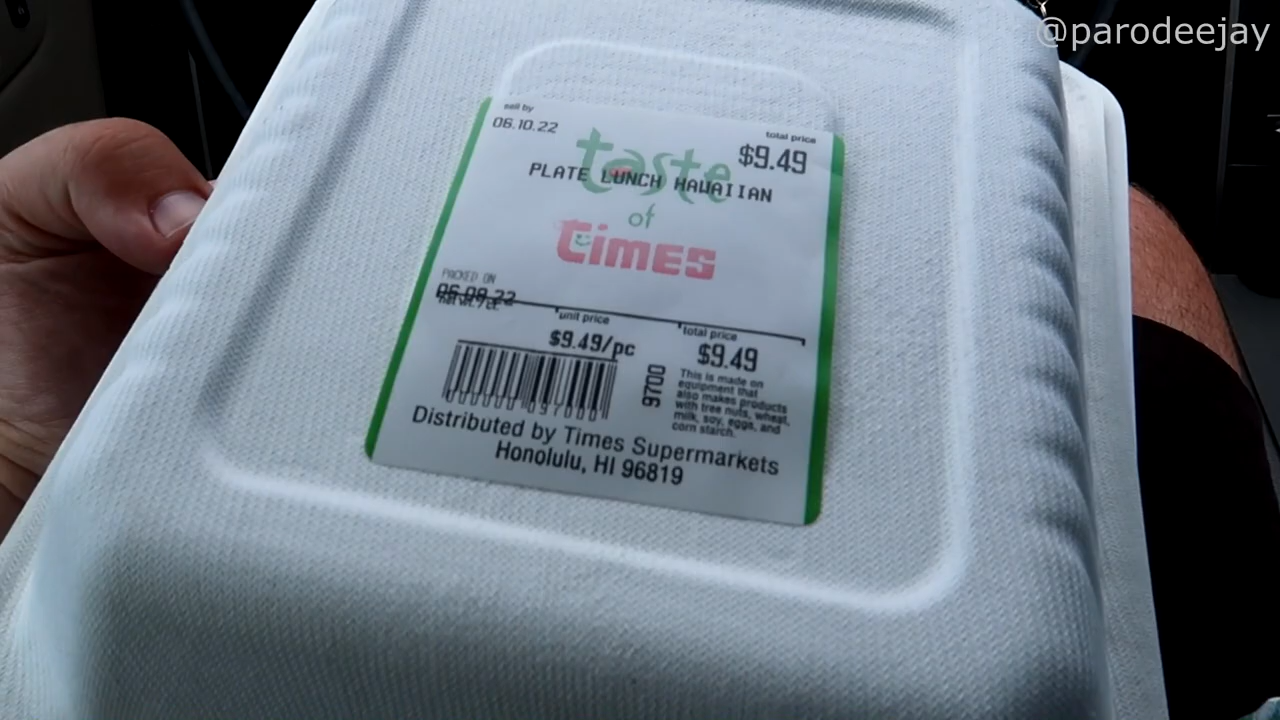 @parodeejay
sell by
06.10.22
total price
$9.49
taste
PLATE LUNCH HAWAIIAN
of
times
PACKED ON
06.09.22
net wt./ct.
unit price
total price
$9.49/pc
$9.49
9700
This is made on
equipment that
also makes products
with tree nuts, wheat,
milk, soy, eggs, and
corn starch.
Distributed by Times Supermarkets
Honolulu, HI 96819